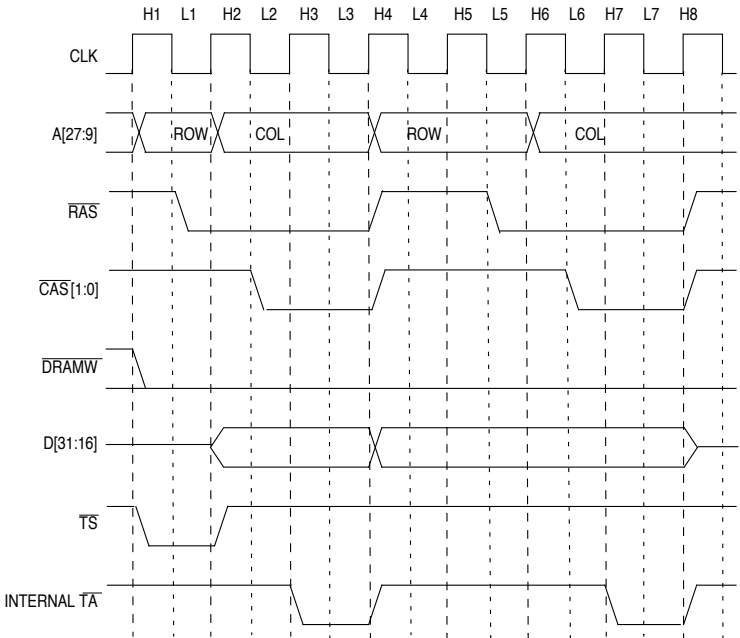 H1 L1 H2 L2 H3 L3 H4 L4 H5 L5 H6 L6 H7 L7 H8
CLK
A[27:9] ROW COL ROW COL
RAS
CAS[1:0]
DRAMW
D[31:16]
TS
INTERNAL TA